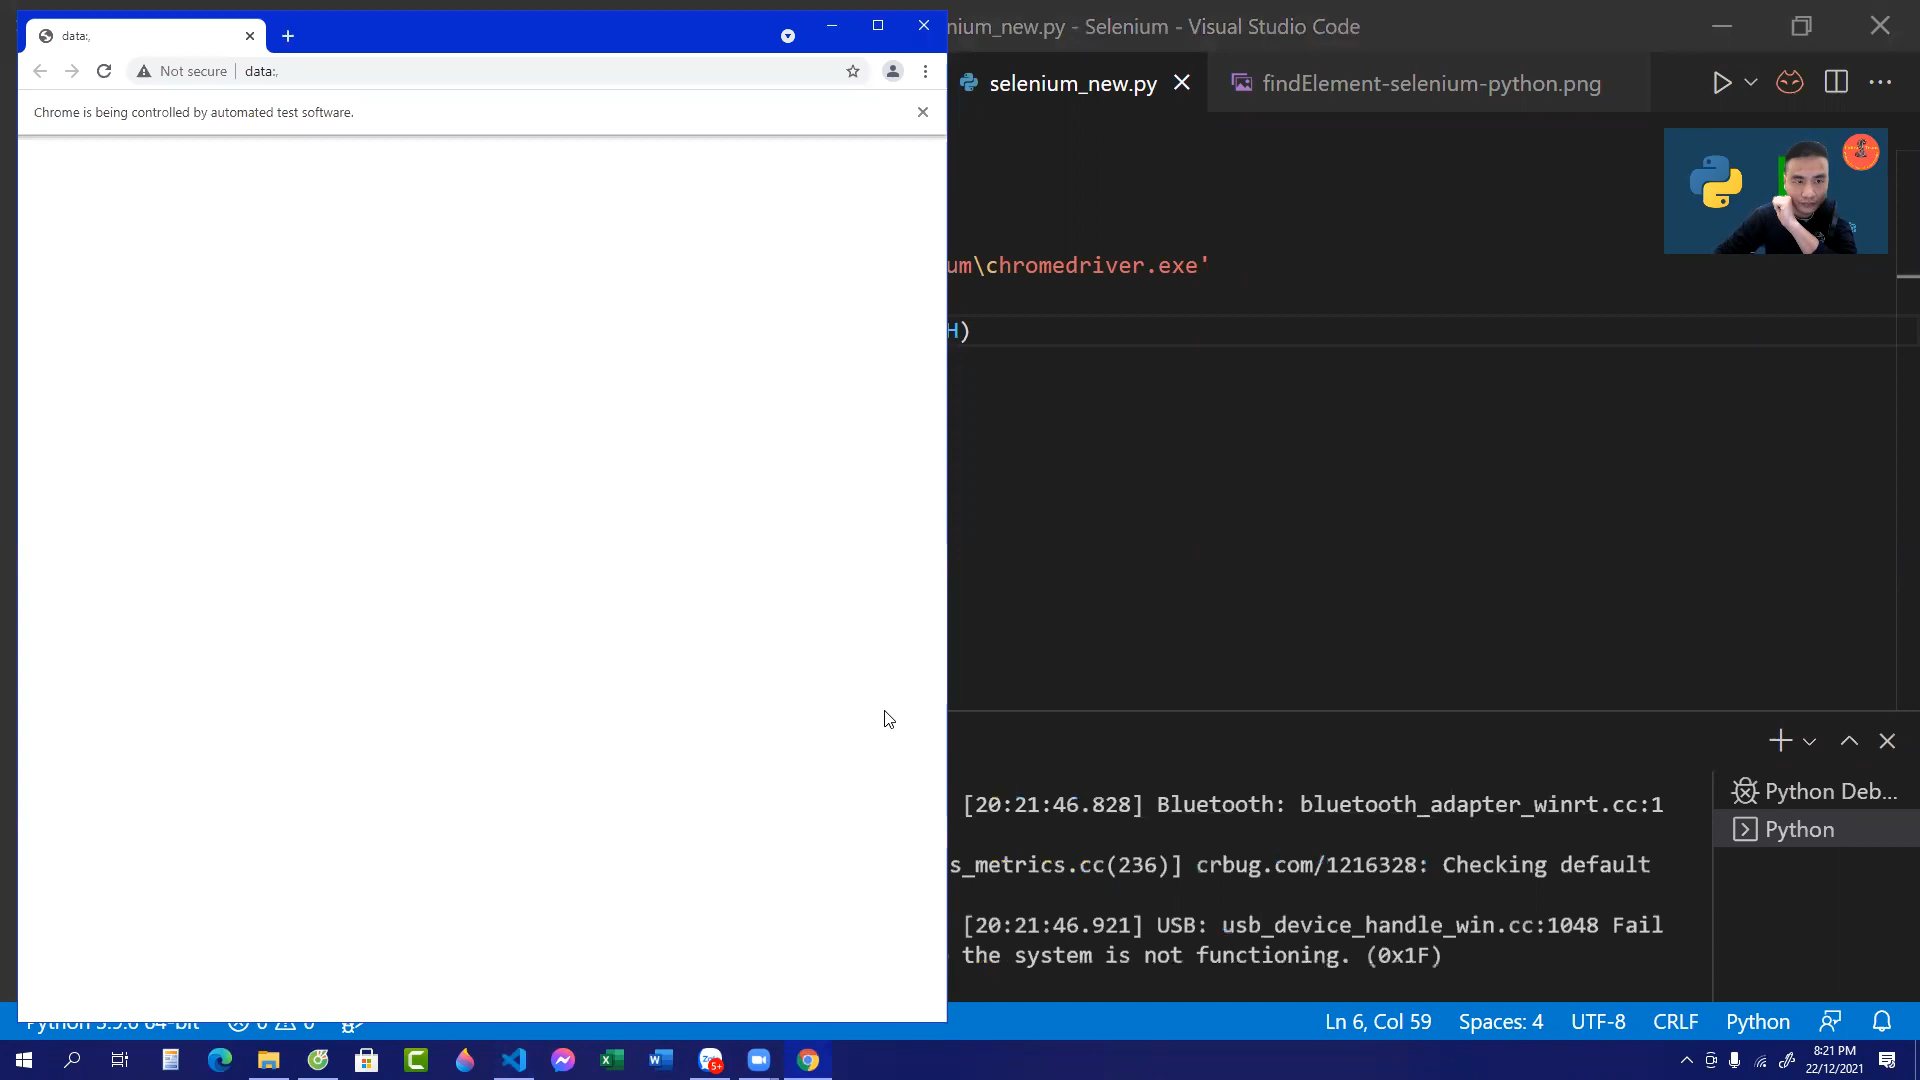 data:,
nium_new.py - Selenium - Visual Studio Code
Not secure
data:,
selenium_new.py
findElement-selenium-python.png
Chrome is being controlled by automated test software.
um\chromedriver.exe'
H)
Python Deb...
Python
[20:21:46.828] Bluetooth: bluetooth_adapter_winrt.cc:1
s_metrics.cc(236)] crbug.com/1216328: Checking default
[20:21:46.921] USB: usb_device_handle_win.cc:1048 Fail
the system is not functioning. (0x1F)
Ln 6, Col 59
Spaces: 4
UTF-8
CRLF
Python
5+
8:21 PM
22/12/2021